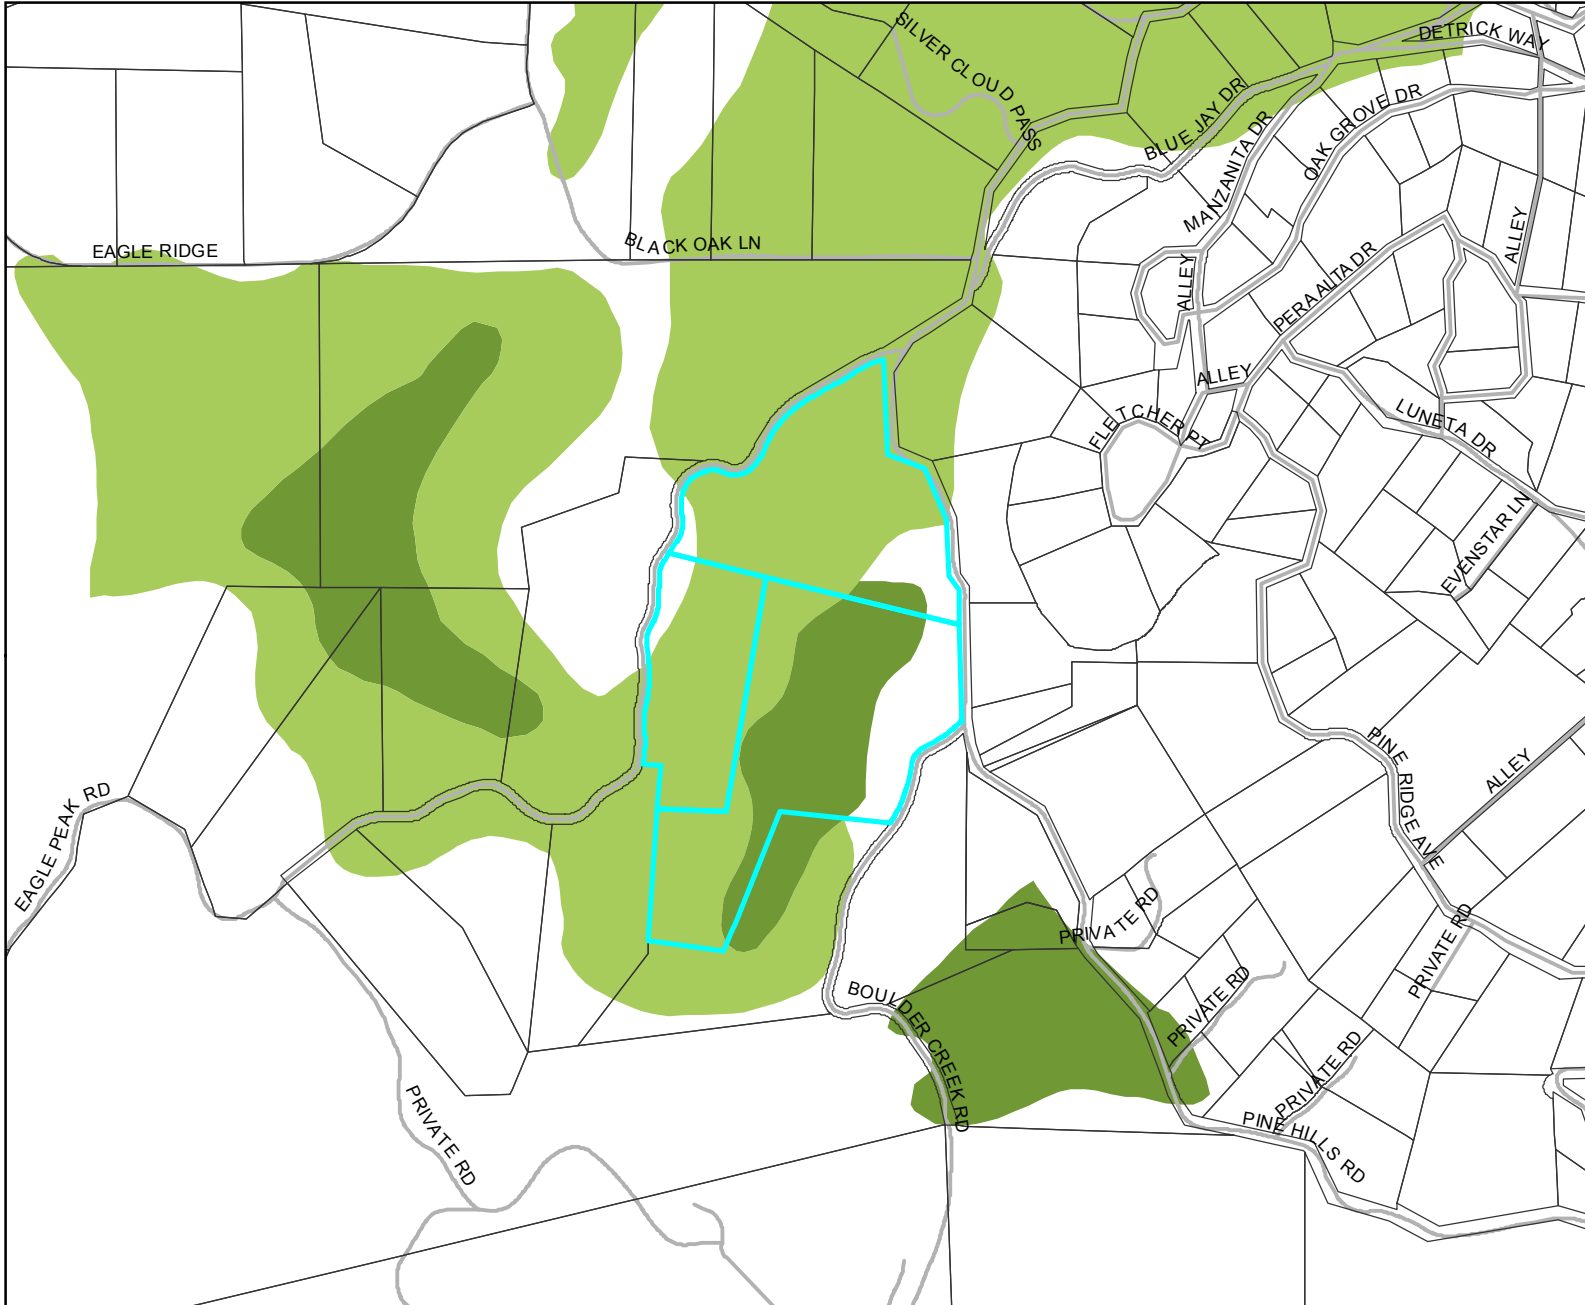 SILVER CLOUD PASS
DETRICK WAY
BLUE JAY DR
MANZANITA DR
OAK GROVE DR
EAGLE RIDGE
BLACK OAK LN
ALLEY
ALLEY
PERAALTA DR
ALLEY
FLETCHER PT
LUNETA DR
EVENSTAR LN
PINE RIDGE AVE
ALLEY
EAGLE PEAK RD
PRIVATE RD
PRIVATE RD
PRIVATE RD
BOULDER CREEK RD
PRIVATE RD
PRIVATE RD
PINE HILLS RD